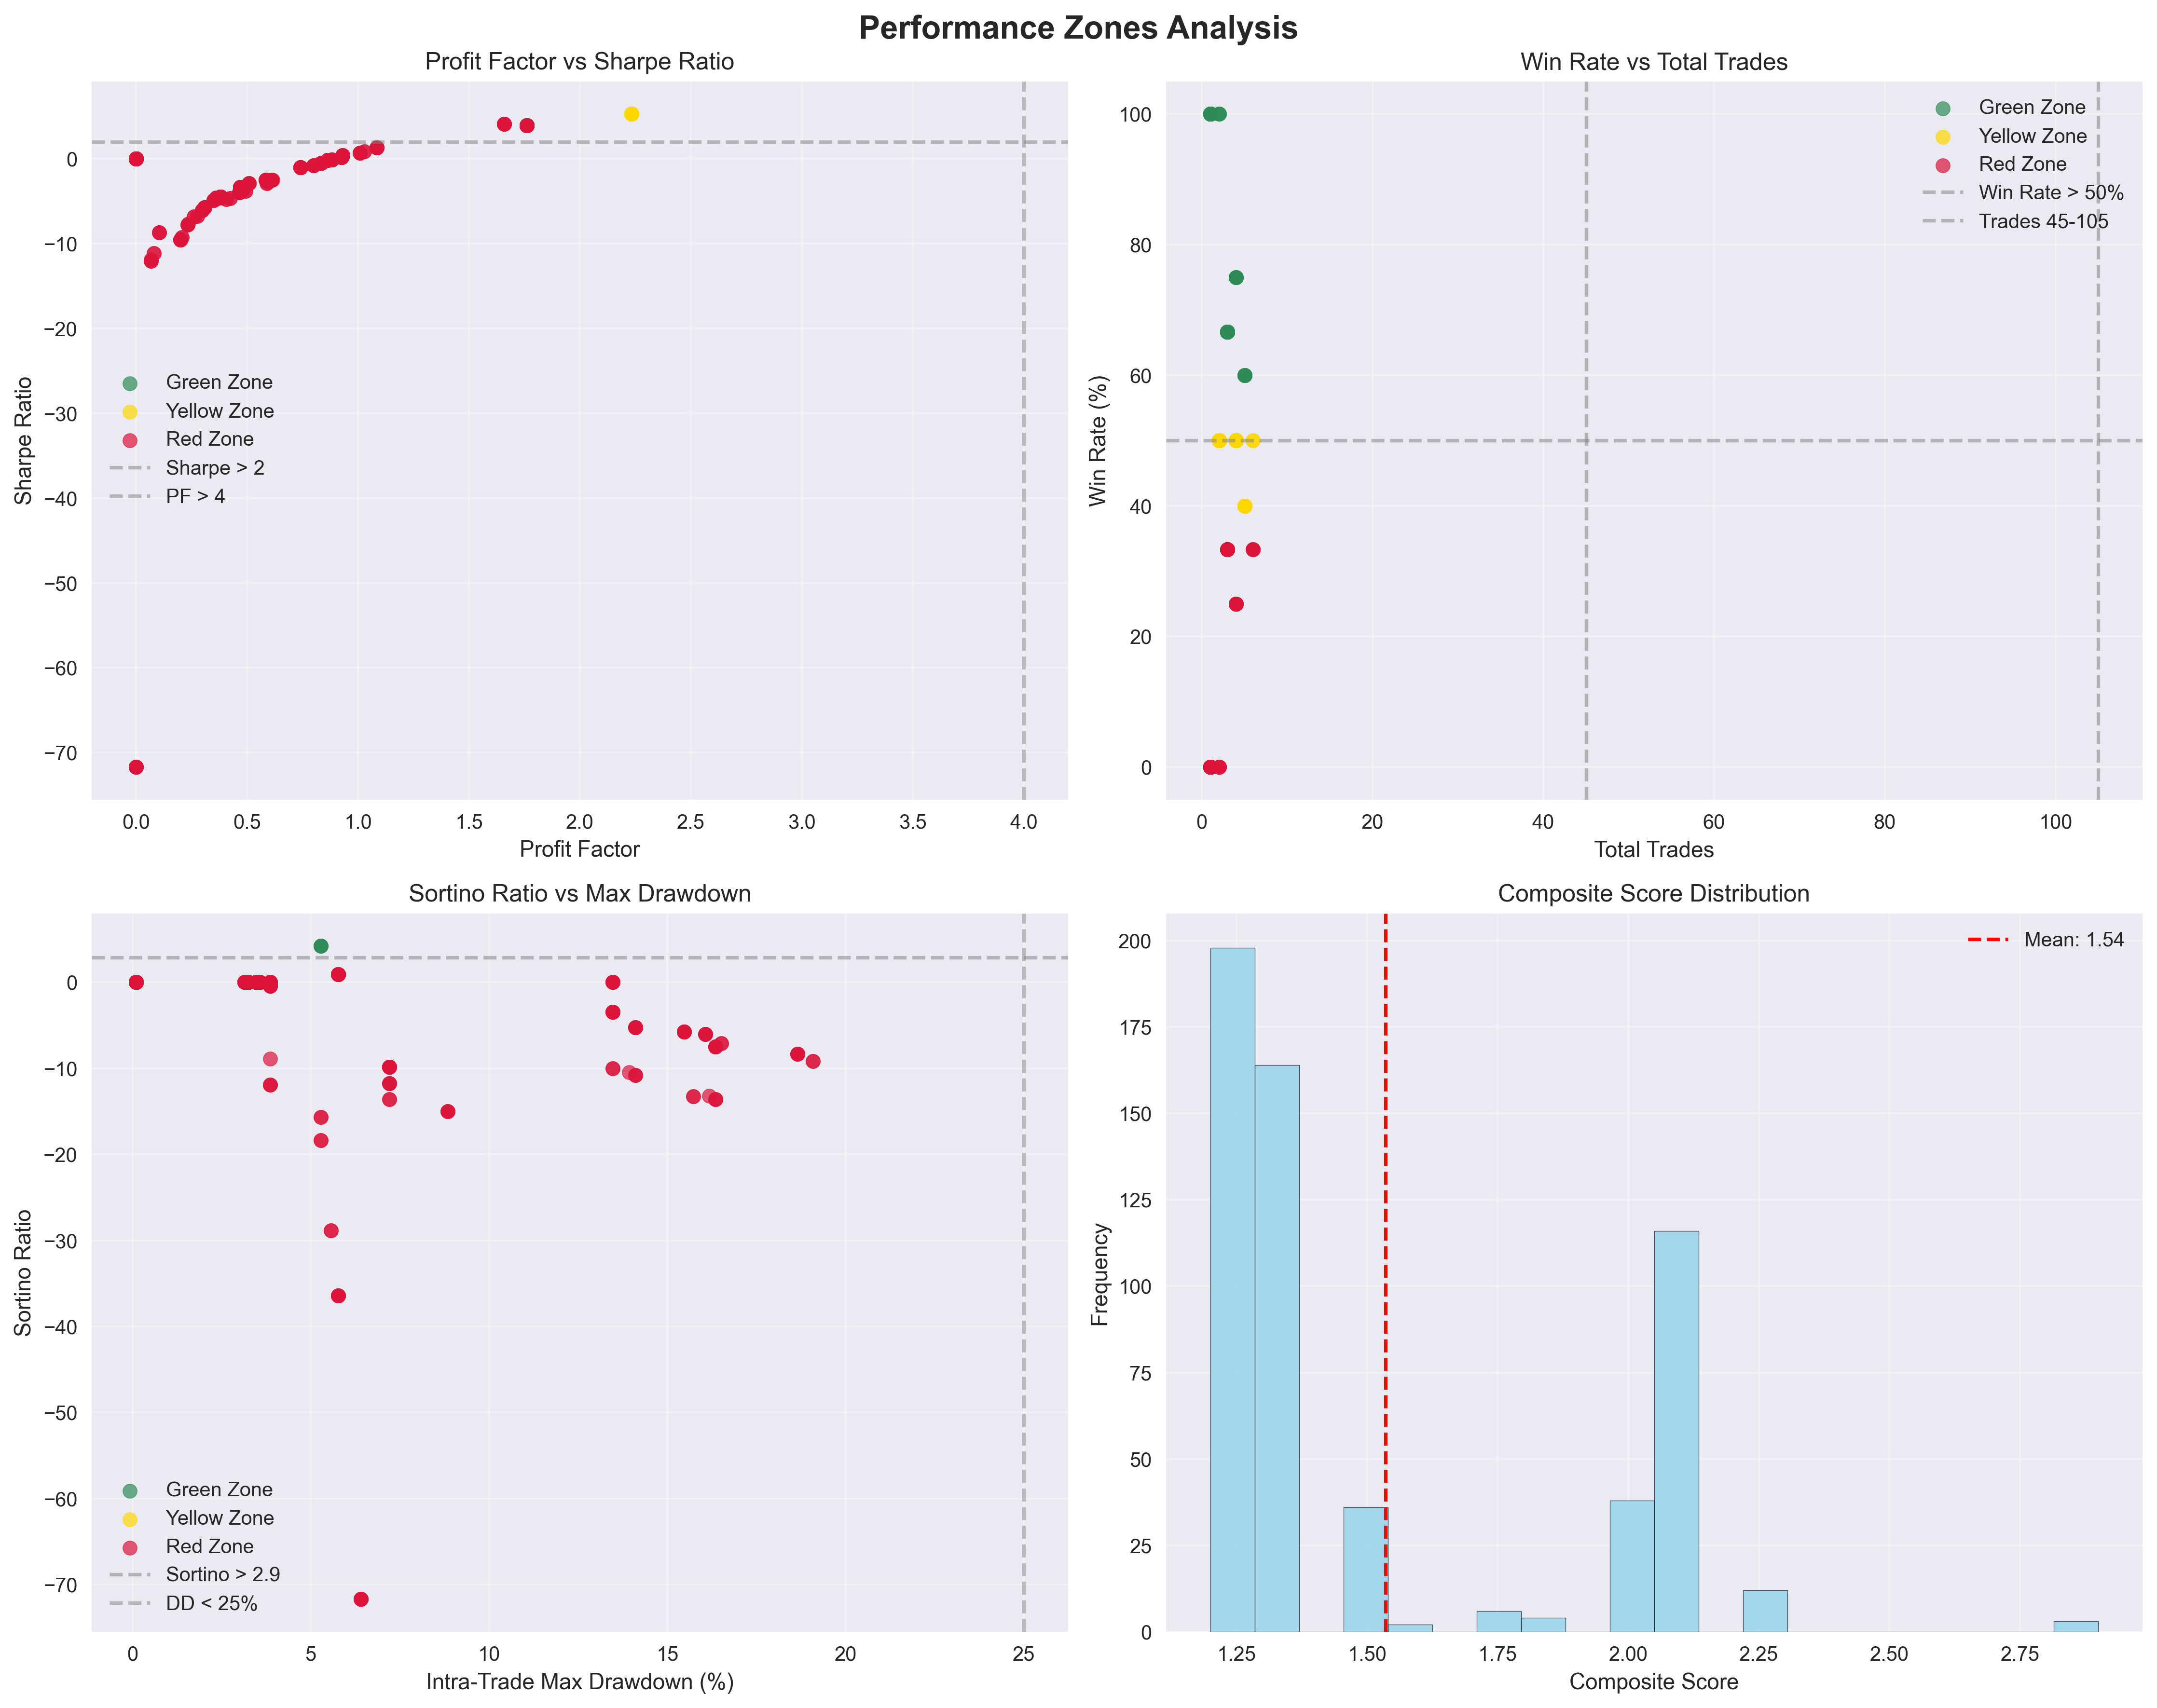 Performance Zones Analysis
Profit Factor vs Sharpe Ratio
0
−10
−20
−30
−40
−50
−60
−70
Sharpe Ratio
Green Zone
Yellow Zone
Red Zone
Sharpe > 2
PF > 4
0.0 0.5 1.0 1.5 2.0 2.5 3.0 3.5 4.0
Profit Factor
Win Rate vs Total Trades
100
80
60
40
20
0
Win Rate (%)
Green Zone
Yellow Zone
Red Zone
Win Rate > 50%
Trades 45-105
0 20 40 60 80 100
Total Trades
Sortino Ratio vs Max Drawdown
0
−10
−20
−30
−40
−50
−60
−70
Sortino Ratio
Green Zone
Yellow Zone
Red Zone
Sortino > 2.9
DD < 25%
0 5 10 15 20 25
Intra-Trade Max Drawdown (%)
Composite Score Distribution
200
175
150
125
100
75
50
25
0
Frequency
Mean: 1.54
1.25 1.50 1.75 2.00 2.25 2.50 2.75
Composite Score